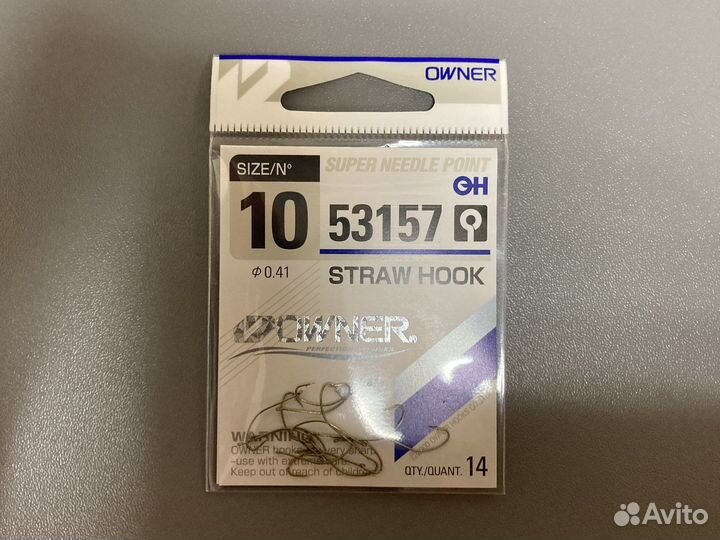 OWNER
SIZE/N°
SUPER NEEDLE POINT
10
53157
Φ 0.41
STRAW HOOK
OWNER
WARNING
OWNER hooks are very sharp
-use with extreme care.
Keep out of reach of children
QTY./QUANT. 14
Avito